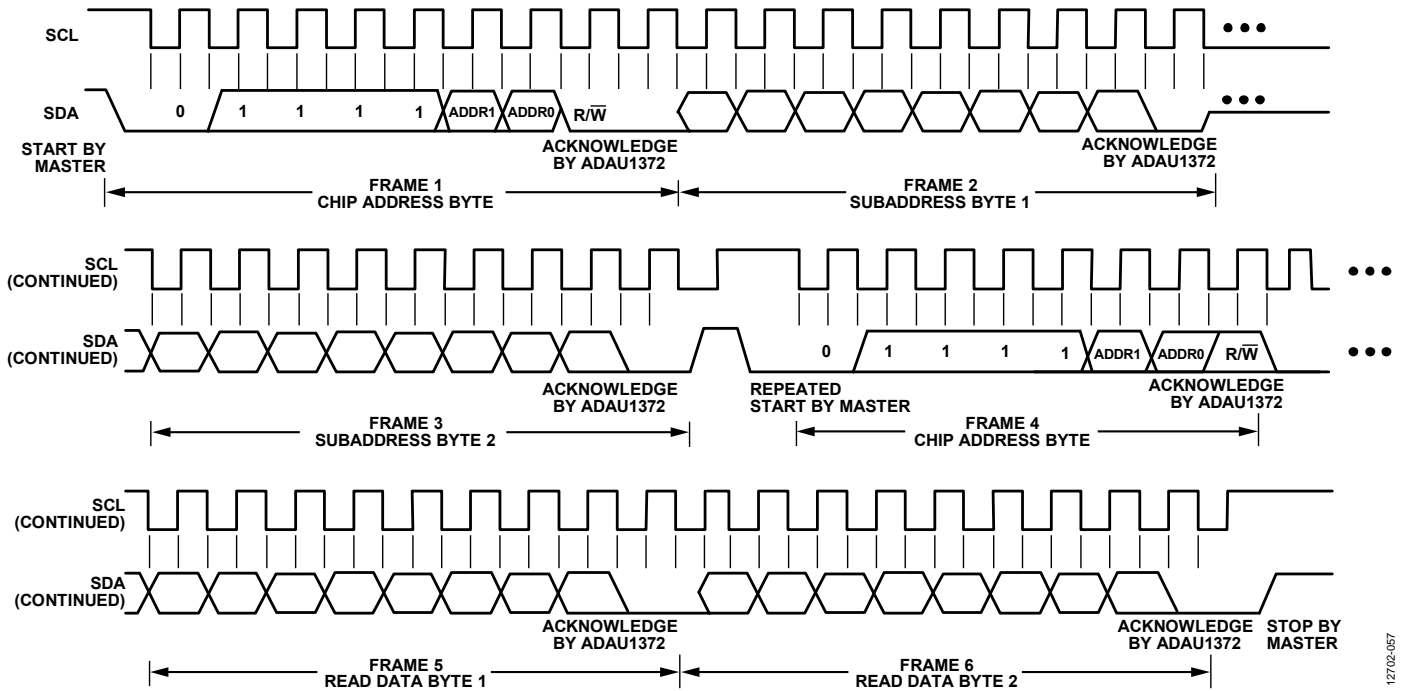 SCL
SDA
0 1 1 1 1 ADDR1 ADDR0 R/W̅
START BY
MASTER
ACKNOWLEDGE
BY ADAU1372
ACKNOWLEDGE
BY ADAU1372
FRAME 1
CHIP ADDRESS BYTE
FRAME 2
SUBADDRESS BYTE 1
SCL
(CONTINUED)
SDA
(CONTINUED)
0 1 1 1 1 ADDR1 ADDR0 R/W̅
ACKNOWLEDGE
BY ADAU1372
REPEATED
START BY MASTER
ACKNOWLEDGE
BY ADAU1372
FRAME 3
SUBADDRESS BYTE 2
FRAME 4
CHIP ADDRESS BYTE
SCL
(CONTINUED)
SDA
(CONTINUED)
ACKNOWLEDGE
BY ADAU1372
ACKNOWLEDGE
BY ADAU1372
STOP BY
MASTER
FRAME 5
READ DATA BYTE 1
FRAME 6
READ DATA BYTE 2
12702-057